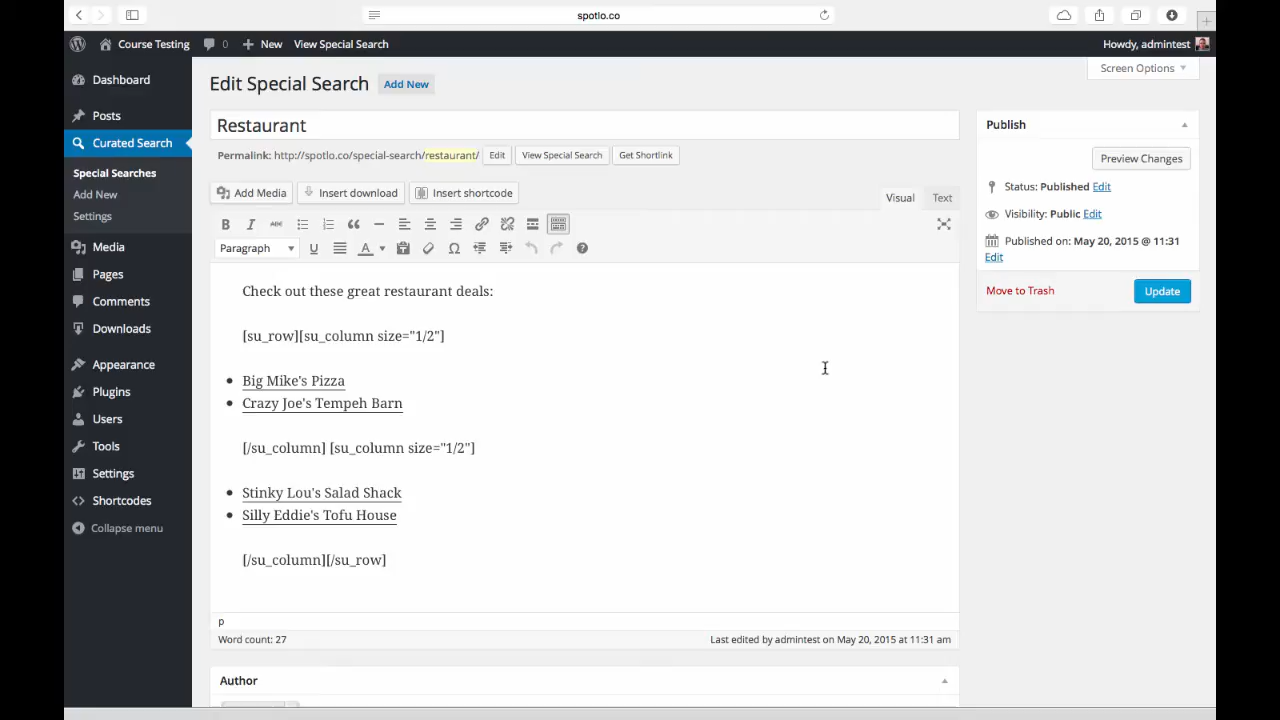 spotlo.co
Course Testing 0 New View Special Search Howdy, admintest
Screen Options
Dashboard
Posts
Curated Search
Special Searches
Add New
Settings
Media
Pages
Comments
Downloads
Appearance
Plugins
Users
Tools
Settings
Shortcodes
Collapse menu
Edit Special Search Add New
Restaurant
Permalink: http://spotlo.co/special-search/restaurant/ Edit View Special Search Get Shortlink
Add Media Insert download Insert shortcode Visual Text
B I ABC
Paragraph U A
Check out these great restaurant deals:
[su_row][su_column size="1/2"]
Big Mike's Pizza
Crazy Joe's Tempeh Barn
[/su_column] [su_column size="1/2"]
Stinky Lou's Salad Shack
Silly Eddie's Tofu House
[/su_column][/su_row]
p
Word count: 27 Last edited by admintest on May 20, 2015 at 11:31 am
Author
Publish
Preview Changes
Status: Published Edit
Visibility: Public Edit
Published on: May 20, 2015 @ 11:31
Edit
Move to Trash Update